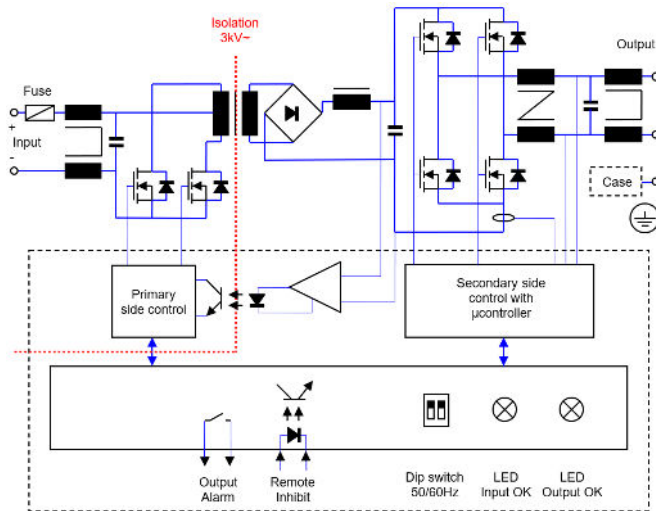 Isolation
3kV~
Output
Fuse
+
Input
-
Case
Primary
side control
Secondary side
control with
µcontroller
Output
Alarm
Remote
Inhibit
Dip switch
50/60Hz
LED
Input OK
LED
Output OK